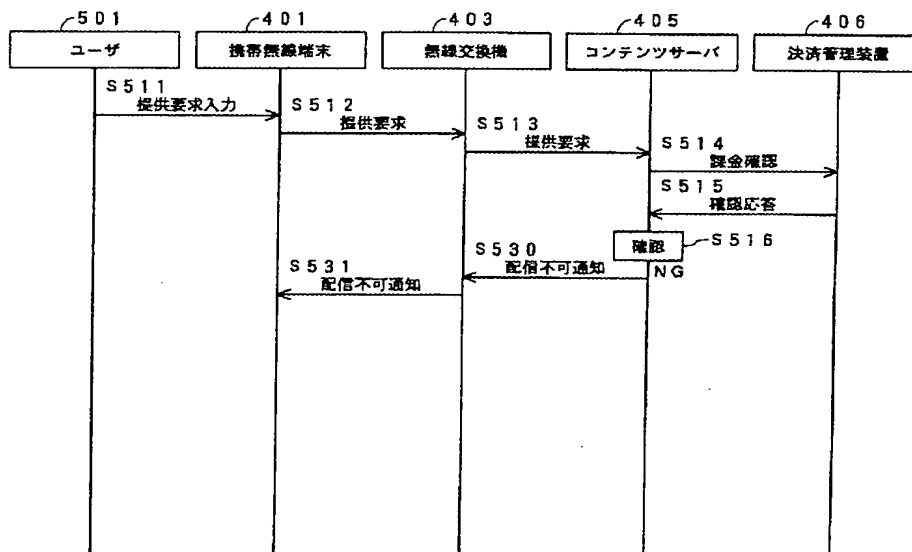 501
401
403
405
406
ユーザ
携帯無線端末
無線交換機
コンテンツサーバ
決済管理装置
S511
提供要求入力
S512
提供要求
S513
提供要求
S514
課金確認
S515
確認応答
確認
S516
NG
S530
配信不可通知
S531
配信不可通知